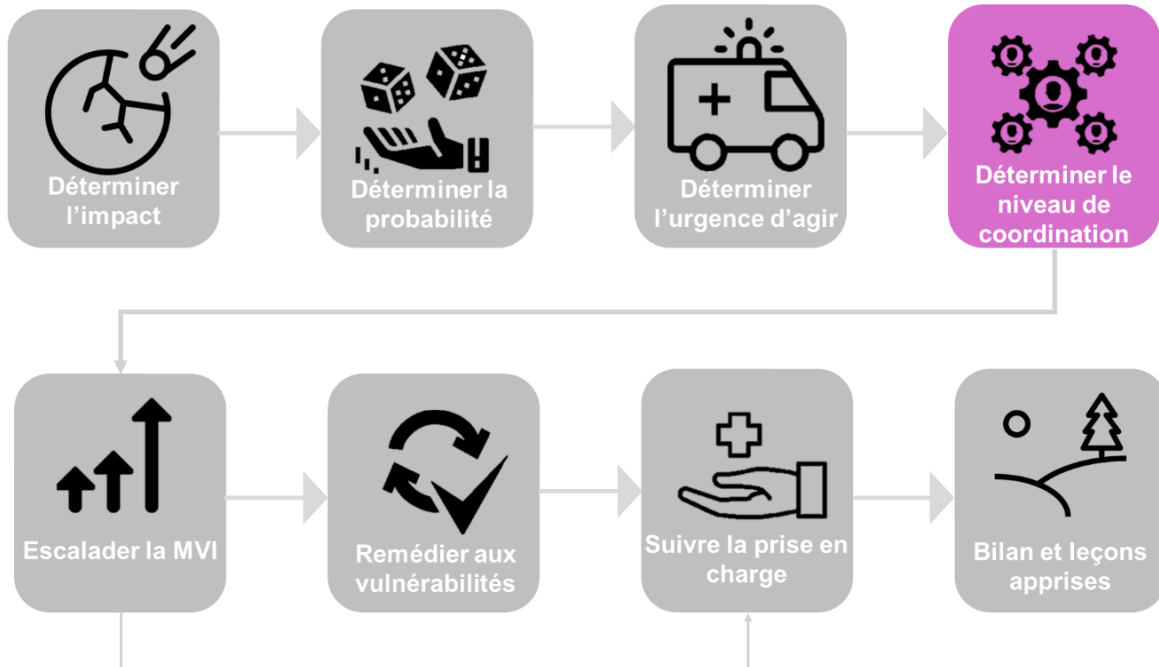 Déterminer
l’impact
Déterminer la
probabilité
Déterminer
l’urgence d’agir
Déterminer le
niveau de
coordination
Escalader la MVI
Remédier aux
vulnérabilités
Suivre la prise en
charge
Bilan et leçons
apprises